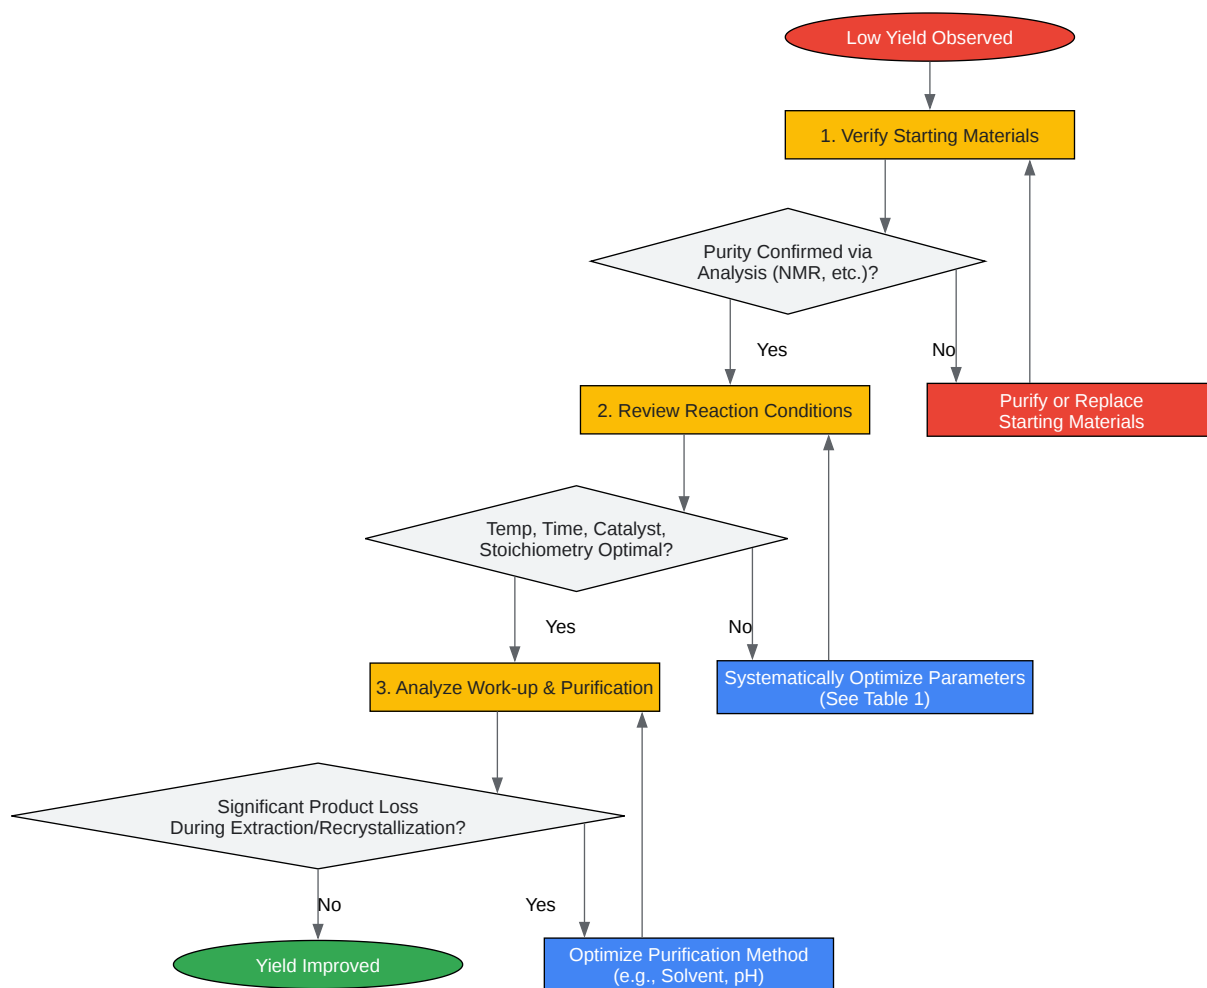 Low Yield Observed
1. Verify Starting Materials
Purity Confirmed via
Analysis (NMR, etc.)?
Yes
No
2. Review Reaction Conditions
Purify or Replace
Starting Materials
Temp, Time, Catalyst,
Stoichiometry Optimal?
Yes
No
3. Analyze Work-up & Purification
Systematically Optimize Parameters
(See Table 1)
Significant Product Loss
During Extraction/Recrystallization?
No
Yes
Yield Improved
Optimize Purification Method
(e.g., Solvent, pH)